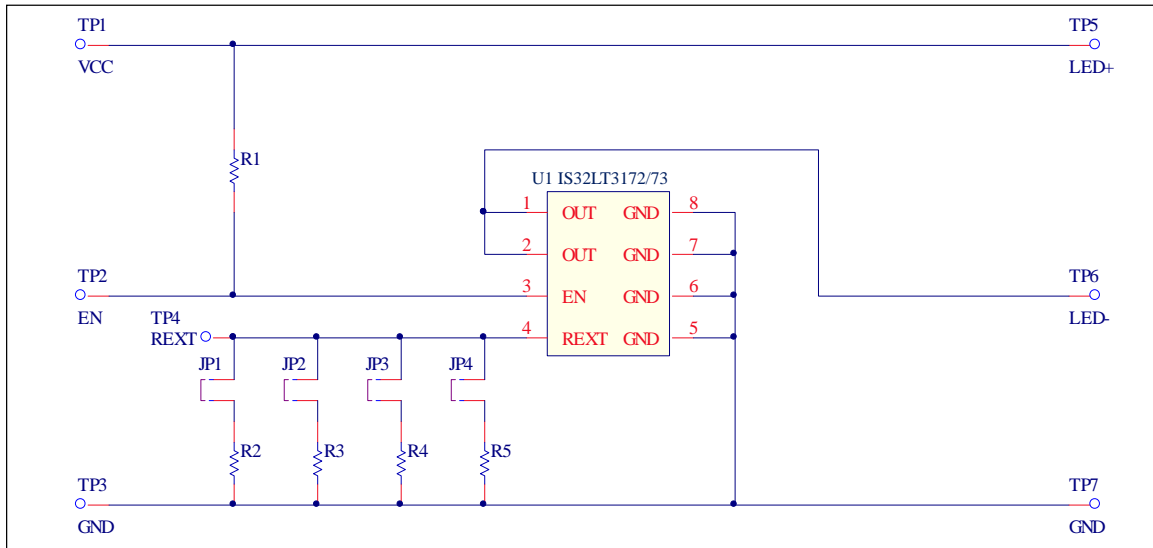 TP1
VCC
TP5
LED+
R1
U1 IS32LT3172/73
1 OUT GND 8
2 OUT GND 7
3 EN GND 6
4 REXT GND 5
TP2
EN
TP6
LED-
TP4
REXT
JP1 JP2 JP3 JP4
R2 R3 R4 R5
TP3
GND
TP7
GND